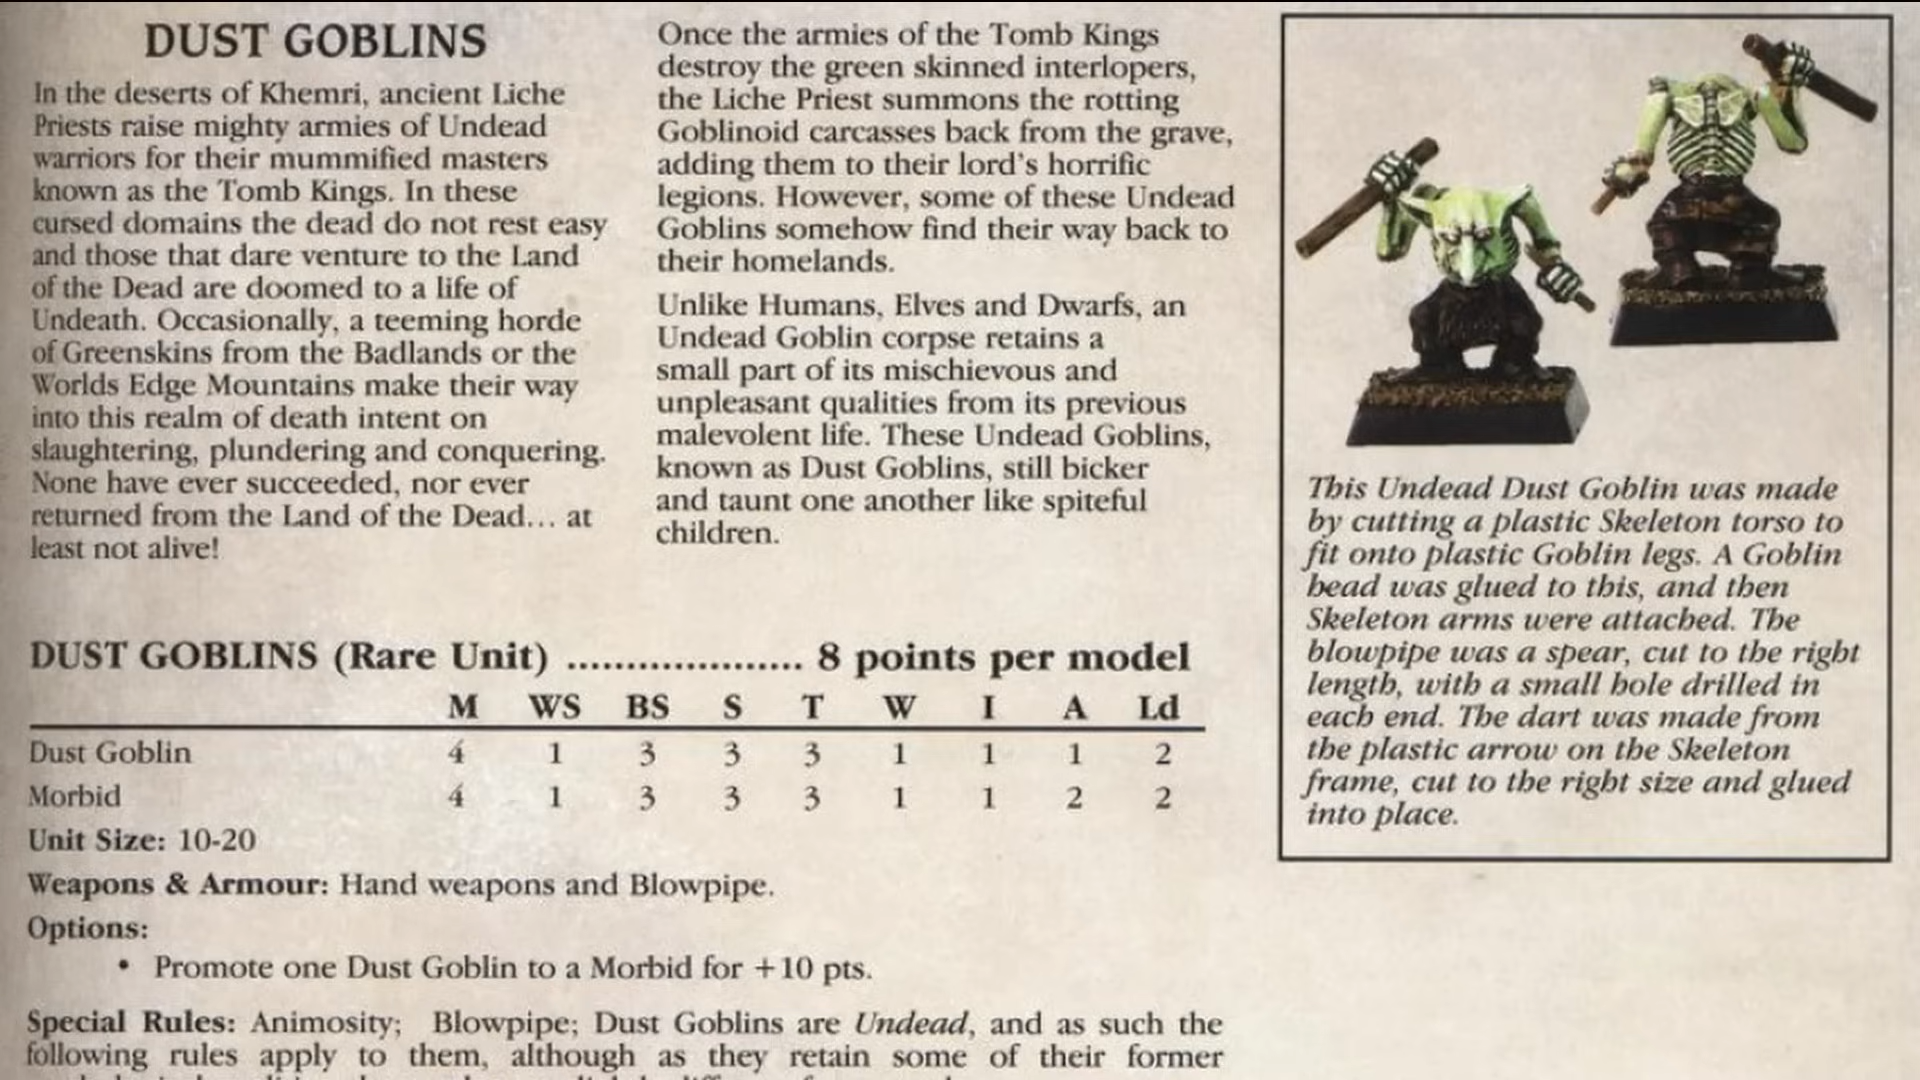 DUST GOBLINS
In the deserts of Khemri, ancient Liche
Priests raise mighty armies of Undead
warriors for their mummified masters
known as the Tomb Kings. In these
cursed domains the dead do not rest easy
and those that dare venture to the Land
of the Dead are doomed to a life of
Undeath. Occasionally, a teeming horde
of Greenskins from the Badlands or the
Worlds Edge Mountains make their way
into this realm of death intent on
slaughtering, plundering and conquering.
None have ever succeeded, nor ever
returned from the Land of the Dead... at
least not alive!
Once the armies of the Tomb Kings
destroy the green skinned interlopers,
the Liche Priest summons the rotting
Goblinoid carcasses back from the grave,
adding them to their lord's horrific
legions. However, some of these Undead
Goblins somehow find their way back to
their homelands.
Unlike Humans, Elves and Dwarfs, an
Undead Goblin corpse retains a
small part of its mischievous and
unpleasant qualities from its previous
malevolent life. These Undead Goblins,
known as Dust Goblins, still bicker
and taunt one another like spiteful
children.
This Undead Dust Goblin was made
by cutting a plastic Skeleton torso to
fit onto plastic Goblin legs. A Goblin
head was glued to this, and then
Skeleton arms were attached. The
blowpipe was a spear, cut to the right
length, with a small hole drilled in
each end. The dart was made from
the plastic arrow on the Skeleton
frame, cut to the right size and glued
into place.
DUST GOBLINS (Rare Unit) .................... 8 points per model
M WS BS S T W I A Ld
Dust Goblin 4 1 3 3 3 1 1 1 2
Morbid 4 1 3 3 3 1 1 2 2
Unit Size: 10-20
Weapons & Armour: Hand weapons and Blowpipe.
Options:
• Promote one Dust Goblin to a Morbid for +10 pts.
Special Rules: Animosity; Blowpipe; Dust Goblins are Undead, and as such the
following rules apply to them, although as they retain some of their former